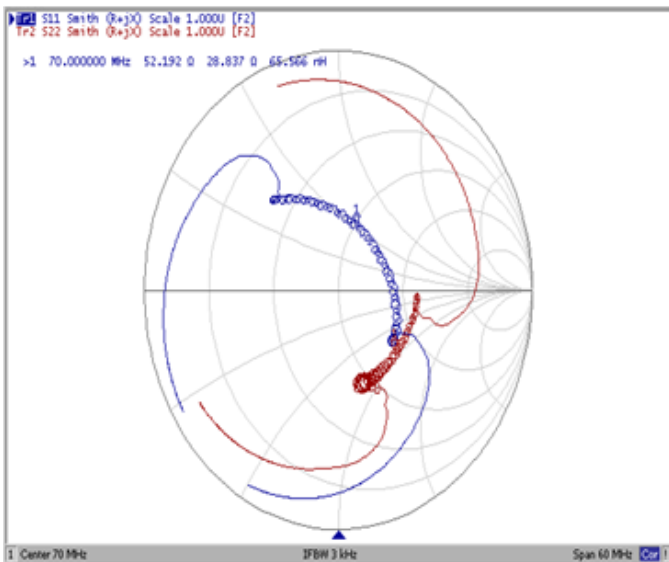 Tr1 S11 Smith (R+jX) Scale 1.000U [F2]
Tr2 S22 Smith (R+jX) Scale 1.000U [F2]
>1 70.000000 MHz 52.192 Ω 28.837 Ω 65.566 nH
1
1 Center 70 MHz IFBW 3 kHz Span 60 MHz Cor !